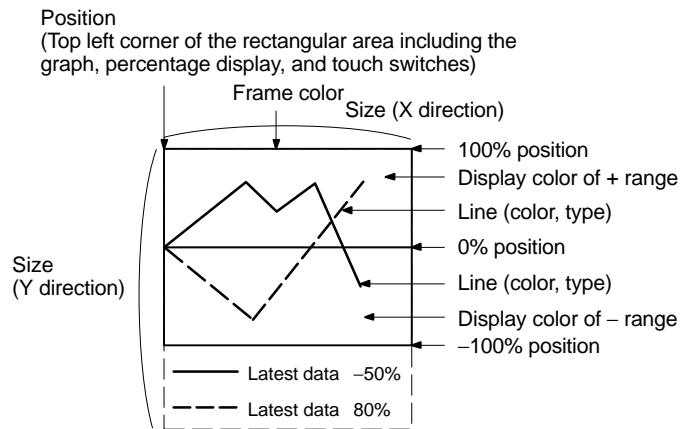 Position
(Top left corner of the rectangular area including the
graph, percentage display, and touch switches)
Frame color
Size (X direction)
100% position
Display color of + range
Line (color, type)
0% position
Size
(Y direction)
Line (color, type)
Display color of – range
–100% position
Latest data –50%
Latest data 80%